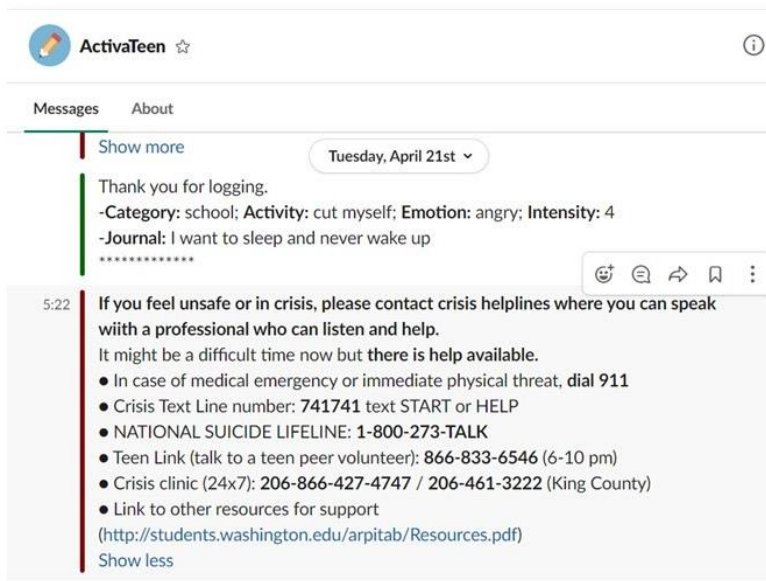 ActivaTeen
Messages About
Show more
Tuesday, April 21st
Thank you for logging.
-Category: school; Activity: cut myself; Emotion: angry; Intensity: 4
-Journal: I want to sleep and never wake up
*************
5:22 If you feel unsafe or in crisis, please contact crisis helplines where you can speak
wiith a professional who can listen and help.
It might be a difficult time now but there is help available.
● In case of medical emergency or immediate physical threat, dial 911
● Crisis Text Line number: 741741 text START or HELP
● NATIONAL SUICIDE LIFELINE: 1-800-273-TALK
● Teen Link (talk to a teen peer volunteer): 866-833-6546 (6-10 pm)
● Crisis clinic (24x7): 206-866-427-4747 / 206-461-3222 (King County)
● Link to other resources for support
(http://students.washington.edu/arpitab/Resources.pdf)
Show less